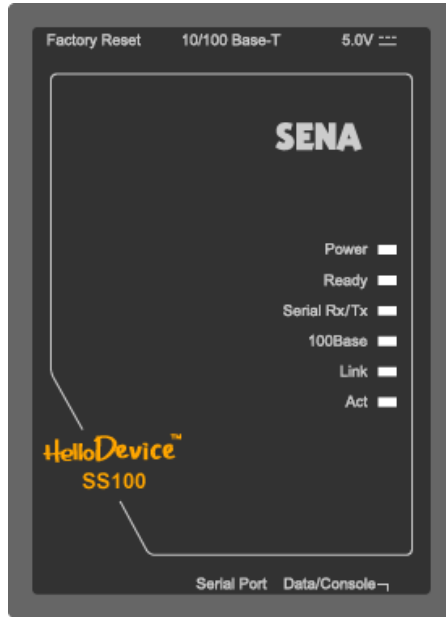 Factory Reset 10/100 Base-T 5.0V
SENA
Power
Ready
Serial Rx/Tx
100Base
Link
Act
HelloDevice™
SS100
Serial Port Data/Console